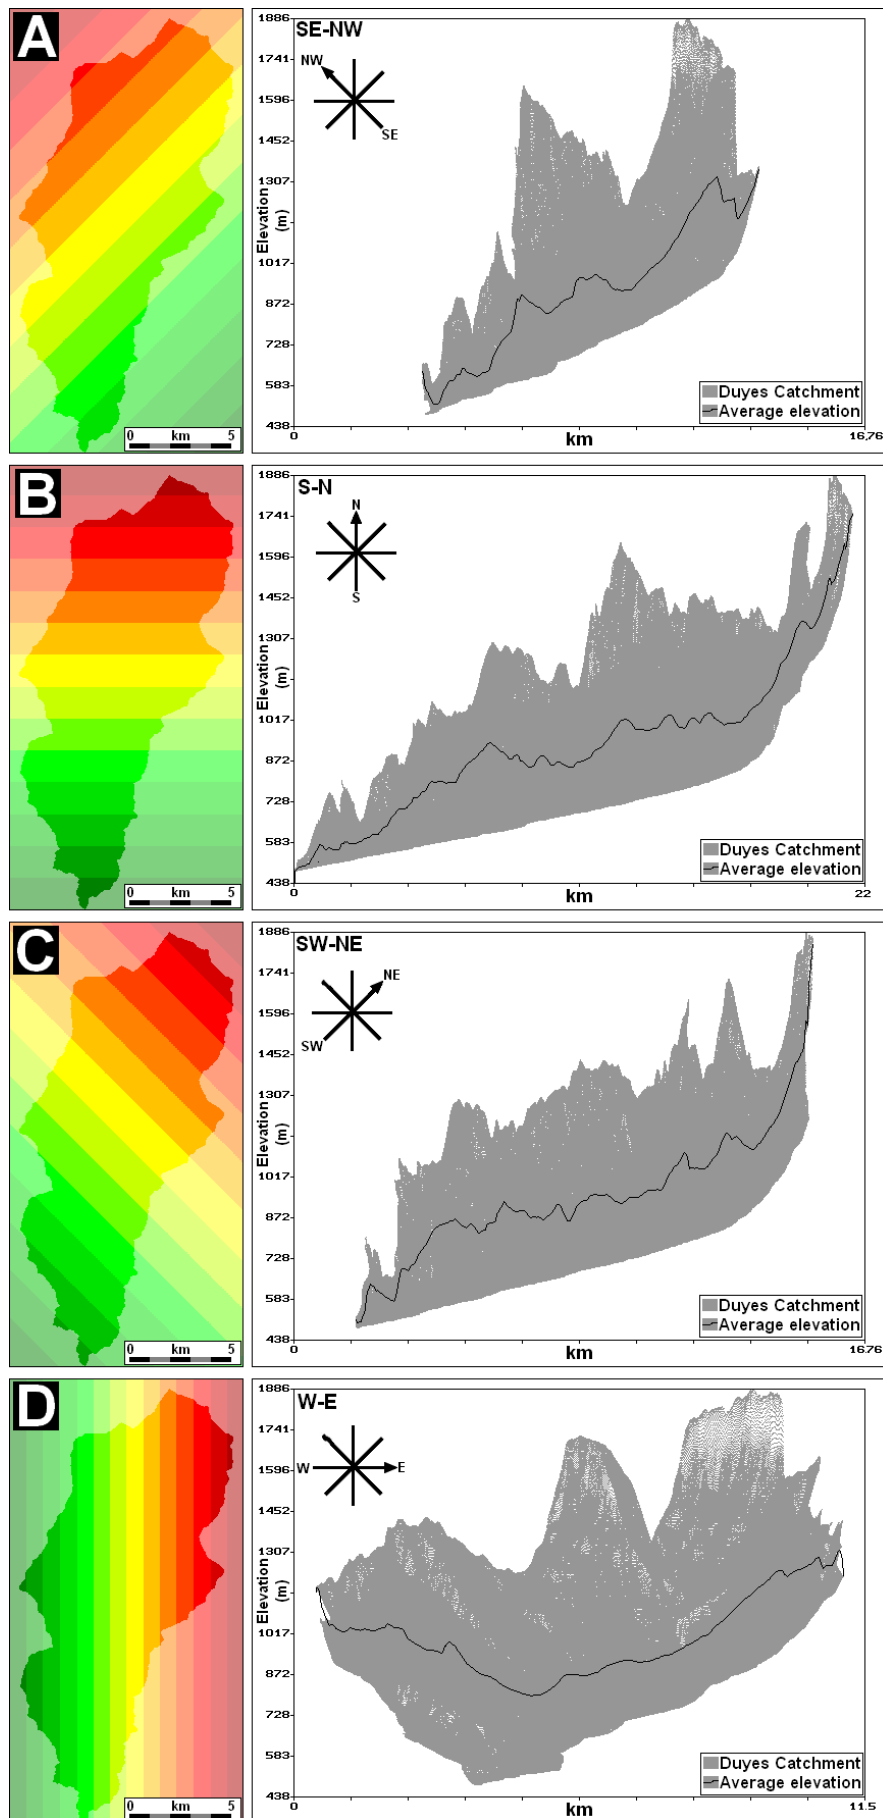 A
0 km 5
SE-NW
NW
SE
1886
1741
1596
1452
1307
1017
872
728
583
438
Elevation
(m)
0
km
16,76
Duyes Catchment
Average elevation
B
0 km 5
S-N
N
S
1886
1741
1596
1452
1307
1017
872
728
583
438
Elevation
(m)
0
km
22
Duyes Catchment
Average elevation
C
0 km 5
SW-NE
NE
SW
1886
1741
1596
1452
1307
1017
872
728
583
438
Elevation
(m)
0
km
1676
Duyes Catchment
Average elevation
D
0 km 5
W-E
W
E
1886
1741
1596
1452
1307
1017
872
728
583
438
Elevation
(m)
0
km
11.5
Duyes Catchment
Average elevation